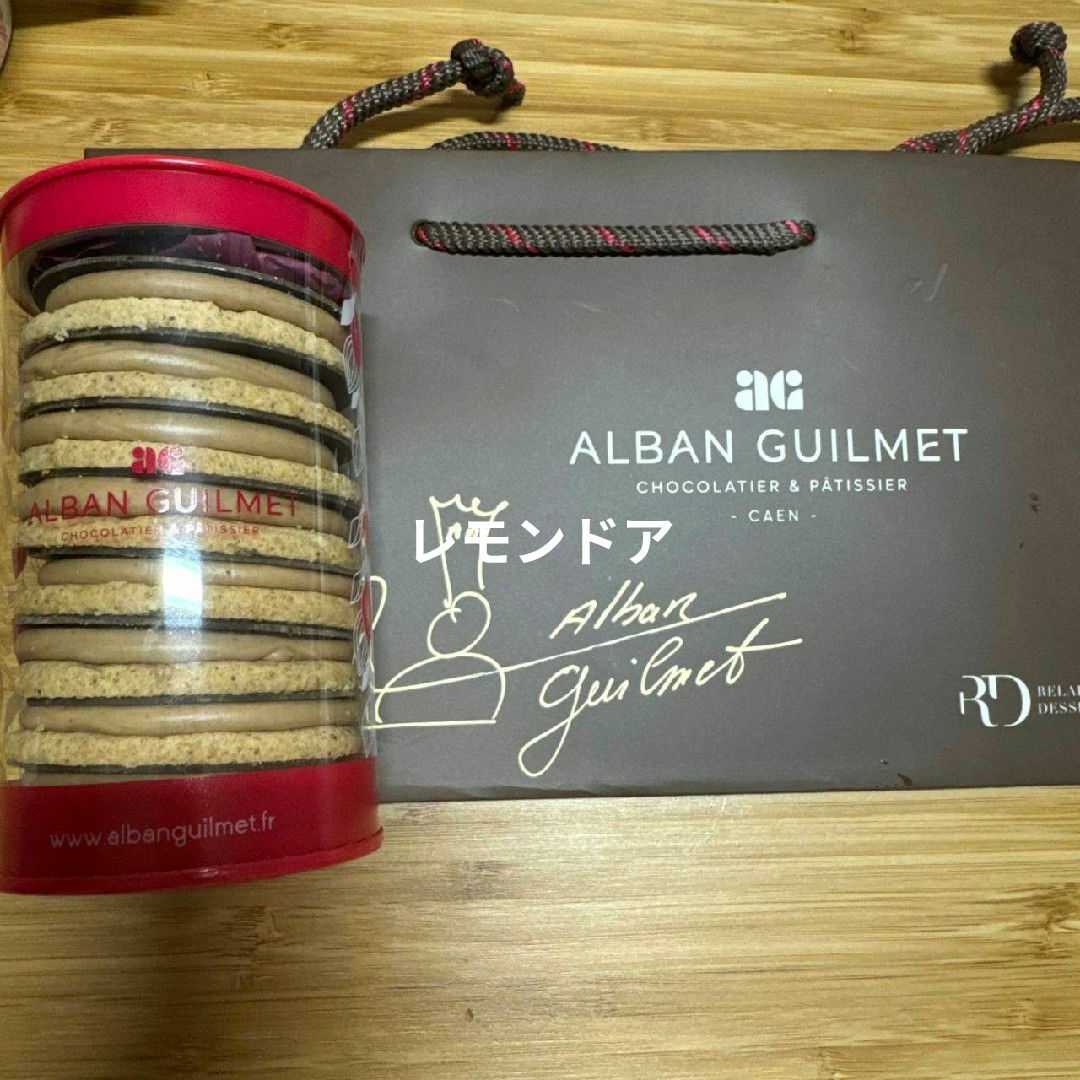 ag
ALBAN GUILMET
CHOCOLATIER & PÂTISSIER
- CAEN -
レモンドア
Alban
Guilmet
RD
ag
ALBAN GUILMET
CHOCOLATIER & PÂTISSIER
www.albanguilmet.fr